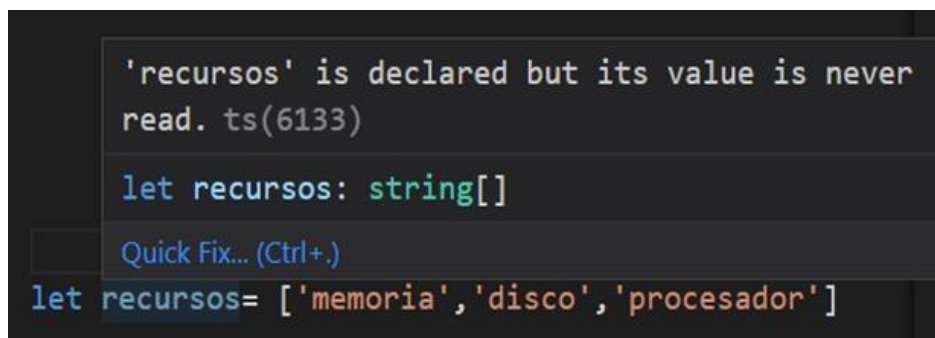 'recursos' is declared but its value is never
read. ts(6133)
let recursos: string[]
Quick Fix... (Ctrl+.)
let recursos= ['memoria','disco','procesador']